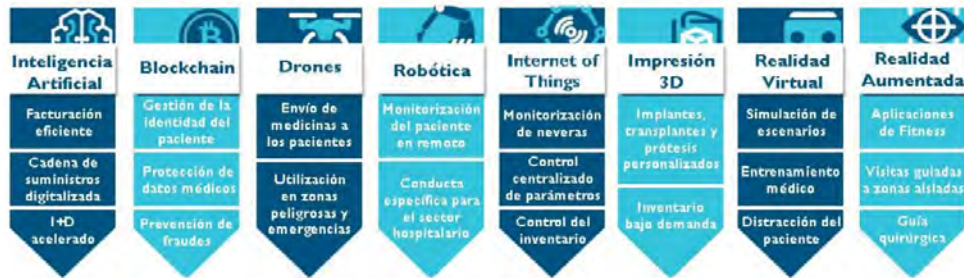 Inteligencia
Artificial
Facturación
eficiente
Cadena de
suministros
digitalizada
I+D
acelerado
Blockchain
Gestión de la
identidad del
paciente
Protección de
datos médicos
Prevención de
fraudes
Drones
Envío de
medicinas a
los pacientes
Utilización
en zonas
peligrosas y
emergencias
Robótica
Monitorización
del paciente
en remoto
Conducta
específica para
el sector
hospitalario
Internet of
Things
Monitorización
de neveras
Control
centralizado
de parámetros
Control del
inventario
Impresión
3D
Implantes,
transplantes y
prótesis
personalizados
Inventario
bajo demanda
Realidad
Virtual
Simulación de
escenarios
Entrenamiento
médico
Distracción del
paciente
Realidad
Aumentada
Aplicaciones
de Fitness
Visitas guiadas
a zonas aisladas
Guía
quirúrgica